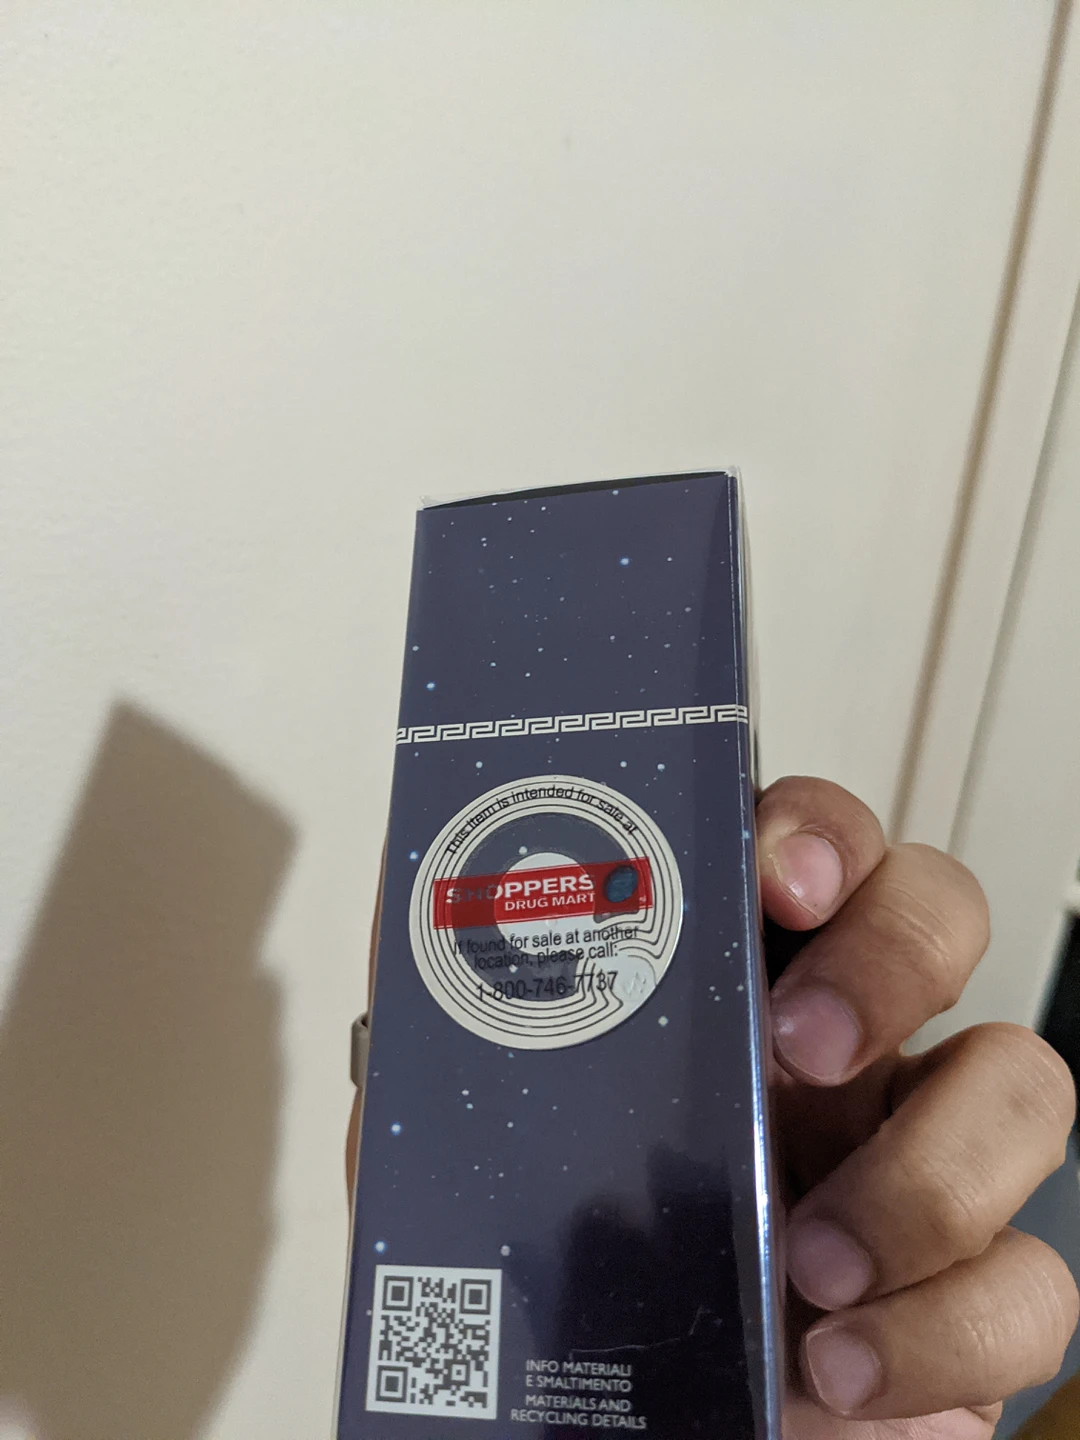 This item is intended for sale at
SHOPPERS
DRUG MART
If found for sale at another
location, please call:
1-800-746-7737
INFO MATERIALI
E SMALTIMENTO
MATERIALS AND
RECYCLING DETAILS